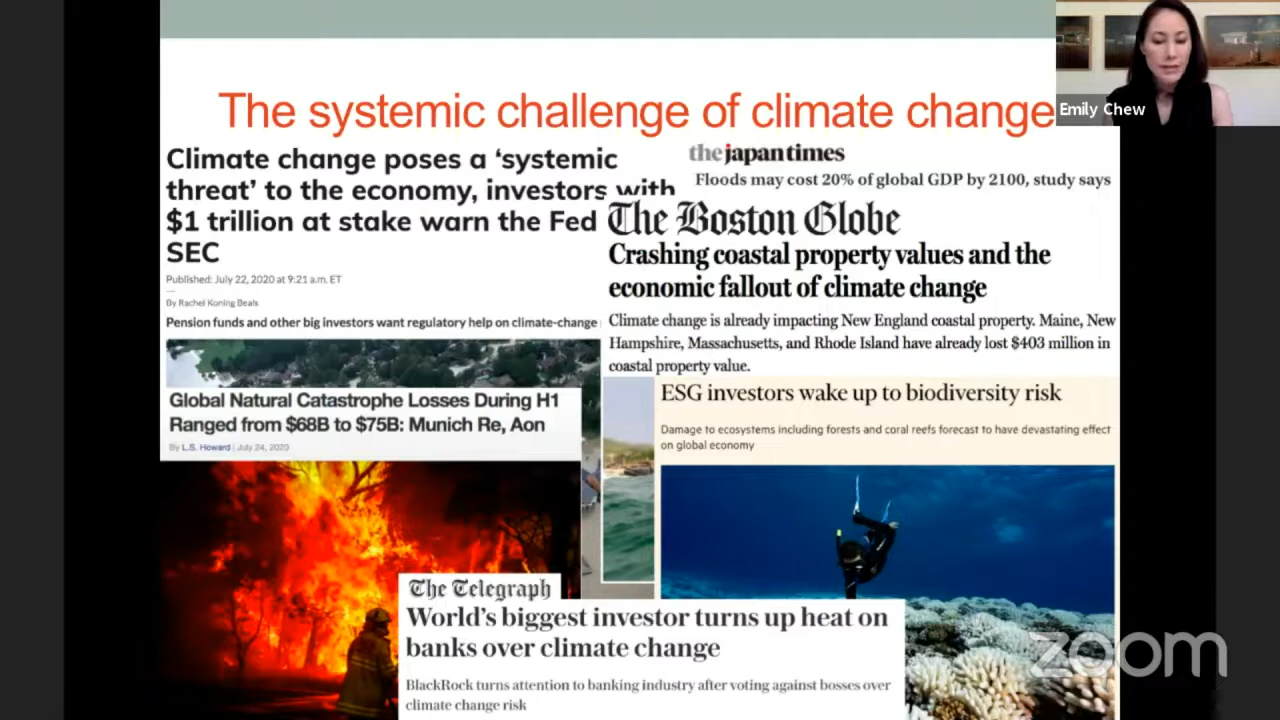 The systemic challenge of climate change
Emily Chew
Climate change poses a ‘systemic
threat’ to the economy, investors with
$1 trillion at stake warn the Fed
SEC
Published: July 22, 2020 at 9:21 a.m. ET
By Rachel Koning Beals
Pension funds and other big investors want regulatory help on climate-change
the japan times
Floods may cost 20% of global GDP by 2100, study says
The Boston Globe
Crashing coastal property values and the
economic fallout of climate change
Climate change is already impacting New England coastal property. Maine, New
Hampshire, Massachusetts, and Rhode Island have already lost $403 million in
coastal property value.
Global Natural Catastrophe Losses During H1
Ranged from $68B to $75B: Munich Re, Aon
By L.S. Howard | July 24, 2020
ESG investors wake up to biodiversity risk
Damage to ecosystems including forests and coral reefs forecast to have devastating effect
on global economy
The Telegraph
World’s biggest investor turns up heat on
banks over climate change
BlackRock turns attention to banking industry after voting against bosses over
climate change risk
zoom